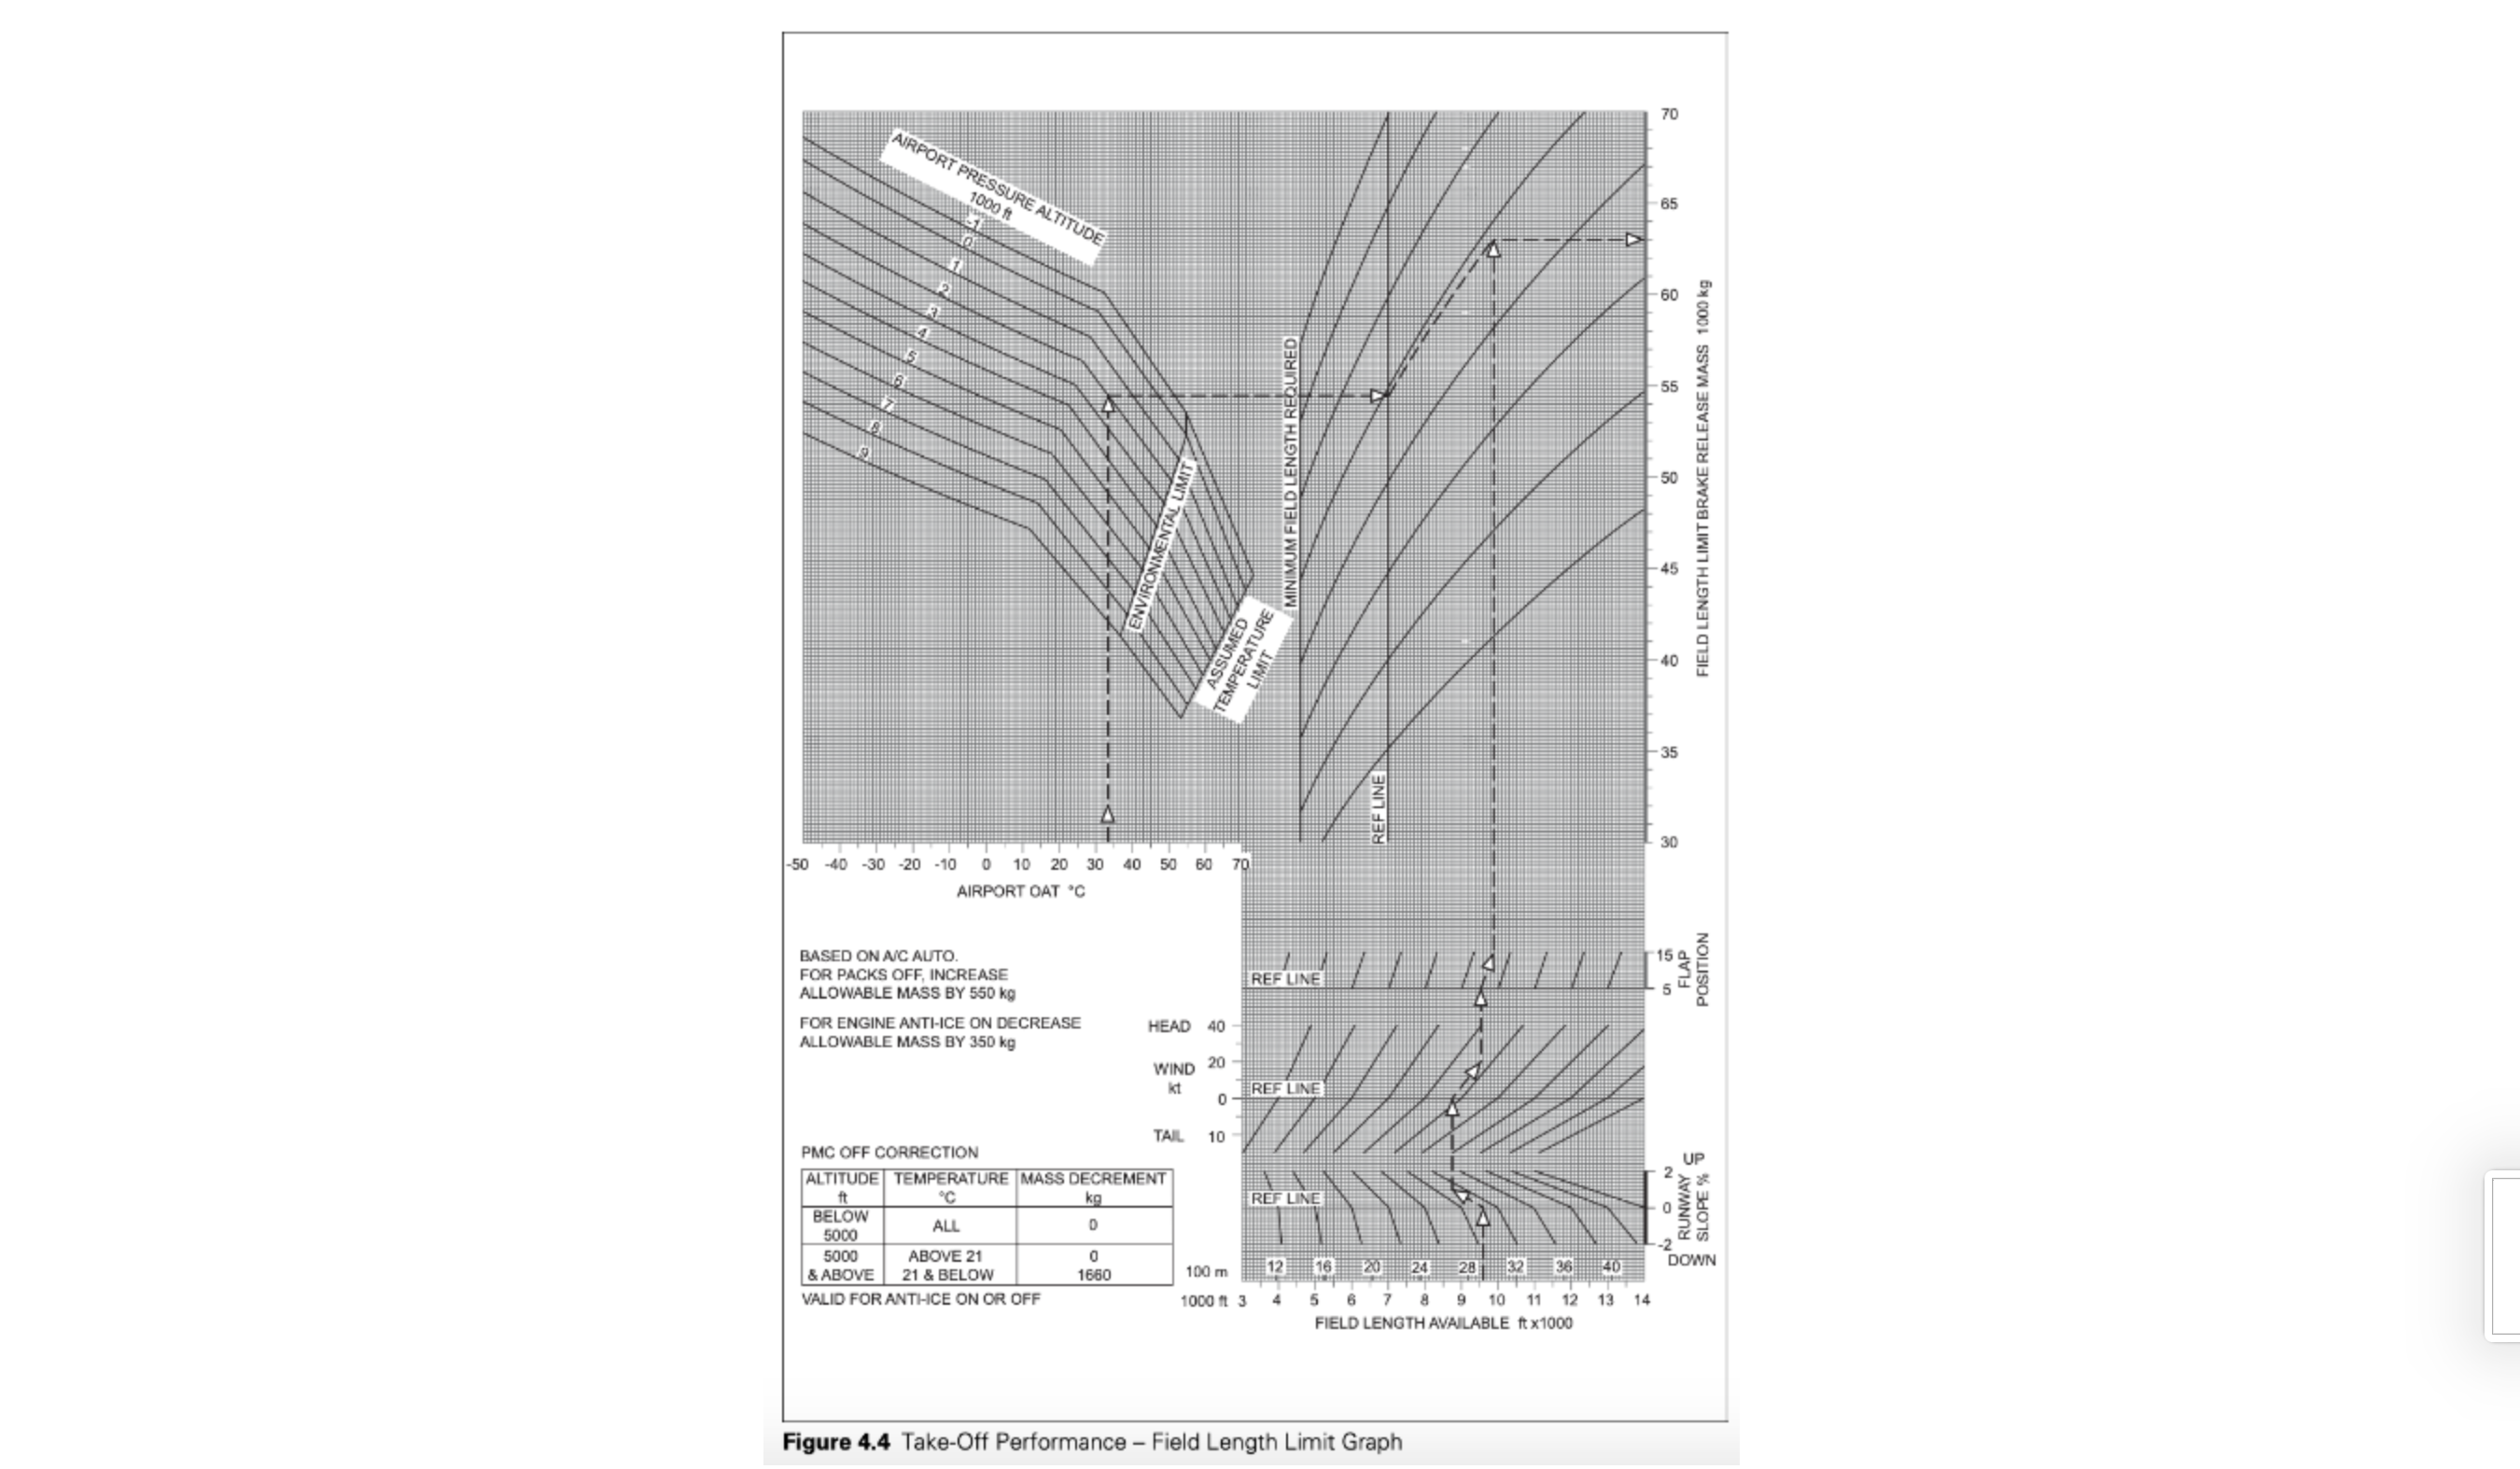 AIRPORT PRESSURE ALTITUDE
1000 ft
-1
0
1
2
3
4
5
6
7
8
9
ENVIRONMENTAL LIMIT
ASSUMED
TEMPERATURE
LIMIT
MINIMUM FIELD LENGTH REQUIRED
REF LINE
70
65
60
55
50
45
40
35
30
FIELD LENGTH LIMIT BRAKE RELEASE MASS 1000 kg
-50 -40 -30 -20 -10 0 10 20 30 40 50 60 70
AIRPORT OAT °C
BASED ON A/C AUTO.
FOR PACKS OFF, INCREASE
ALLOWABLE MASS BY 550 kg
FOR ENGINE ANTI-ICE ON DECREASE
ALLOWABLE MASS BY 350 kg
REF LINE
15
5
FLAP
POSITION
HEAD 40
20
WIND
kt
0
TAIL 10
REF LINE
PMC OFF CORRECTION
ALTITUDE ft TEMPERATURE °C MASS DECREMENT kg
BELOW 5000 ALL 0
5000 & ABOVE ABOVE 21 0
21 & BELOW 1660
VALID FOR ANTI-ICE ON OR OFF
REF LINE
UP
2
0
-2
DOWN
RUNWAY
SLOPE %
100 m 12 16 20 24 28 32 36 40
1000 ft 3 4 5 6 7 8 9 10 11 12 13 14
FIELD LENGTH AVAILABLE ft x1000
Figure 4.4 Take-Off Performance – Field Length Limit Graph